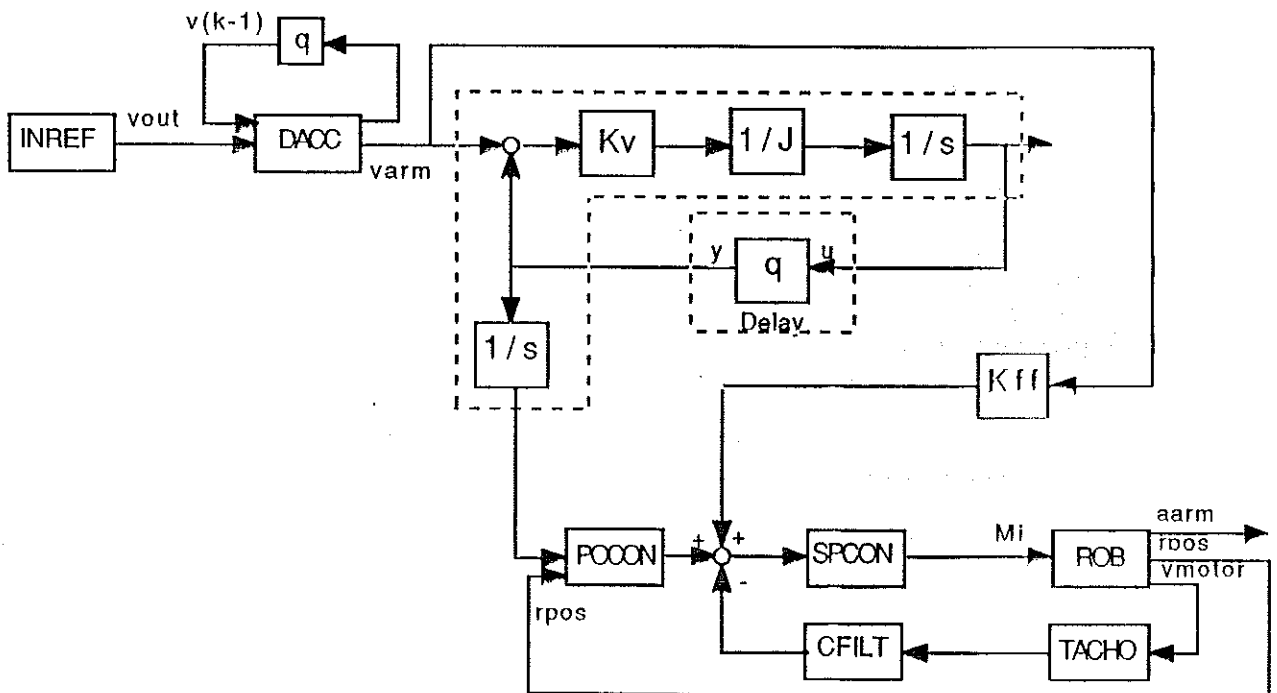 v(k-1)
q
INREF
vout
DACC
varm
Kv
1/J
1/s
y
q
u
Delay
1/s
Kff
POCON
+
+
-
SPCON
Mi
ROB
aarm
rpos
vmotor
rpos
CFILT
TACHO